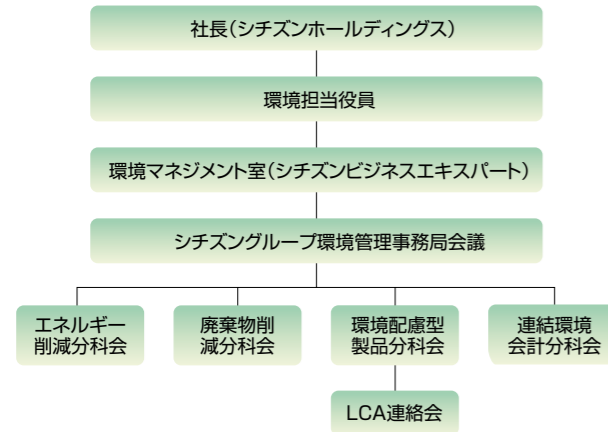 社長(シチズンホールディングス)
環境担当役員
環境マネジメント室(シチズンビジネスエキスパート)
シチズングループ環境管理事務局会議
エネルギー
削減分科会
廃棄物削
減分科会
環境配慮型
製品分科会
連結環境
会計分科会
LCA連絡会